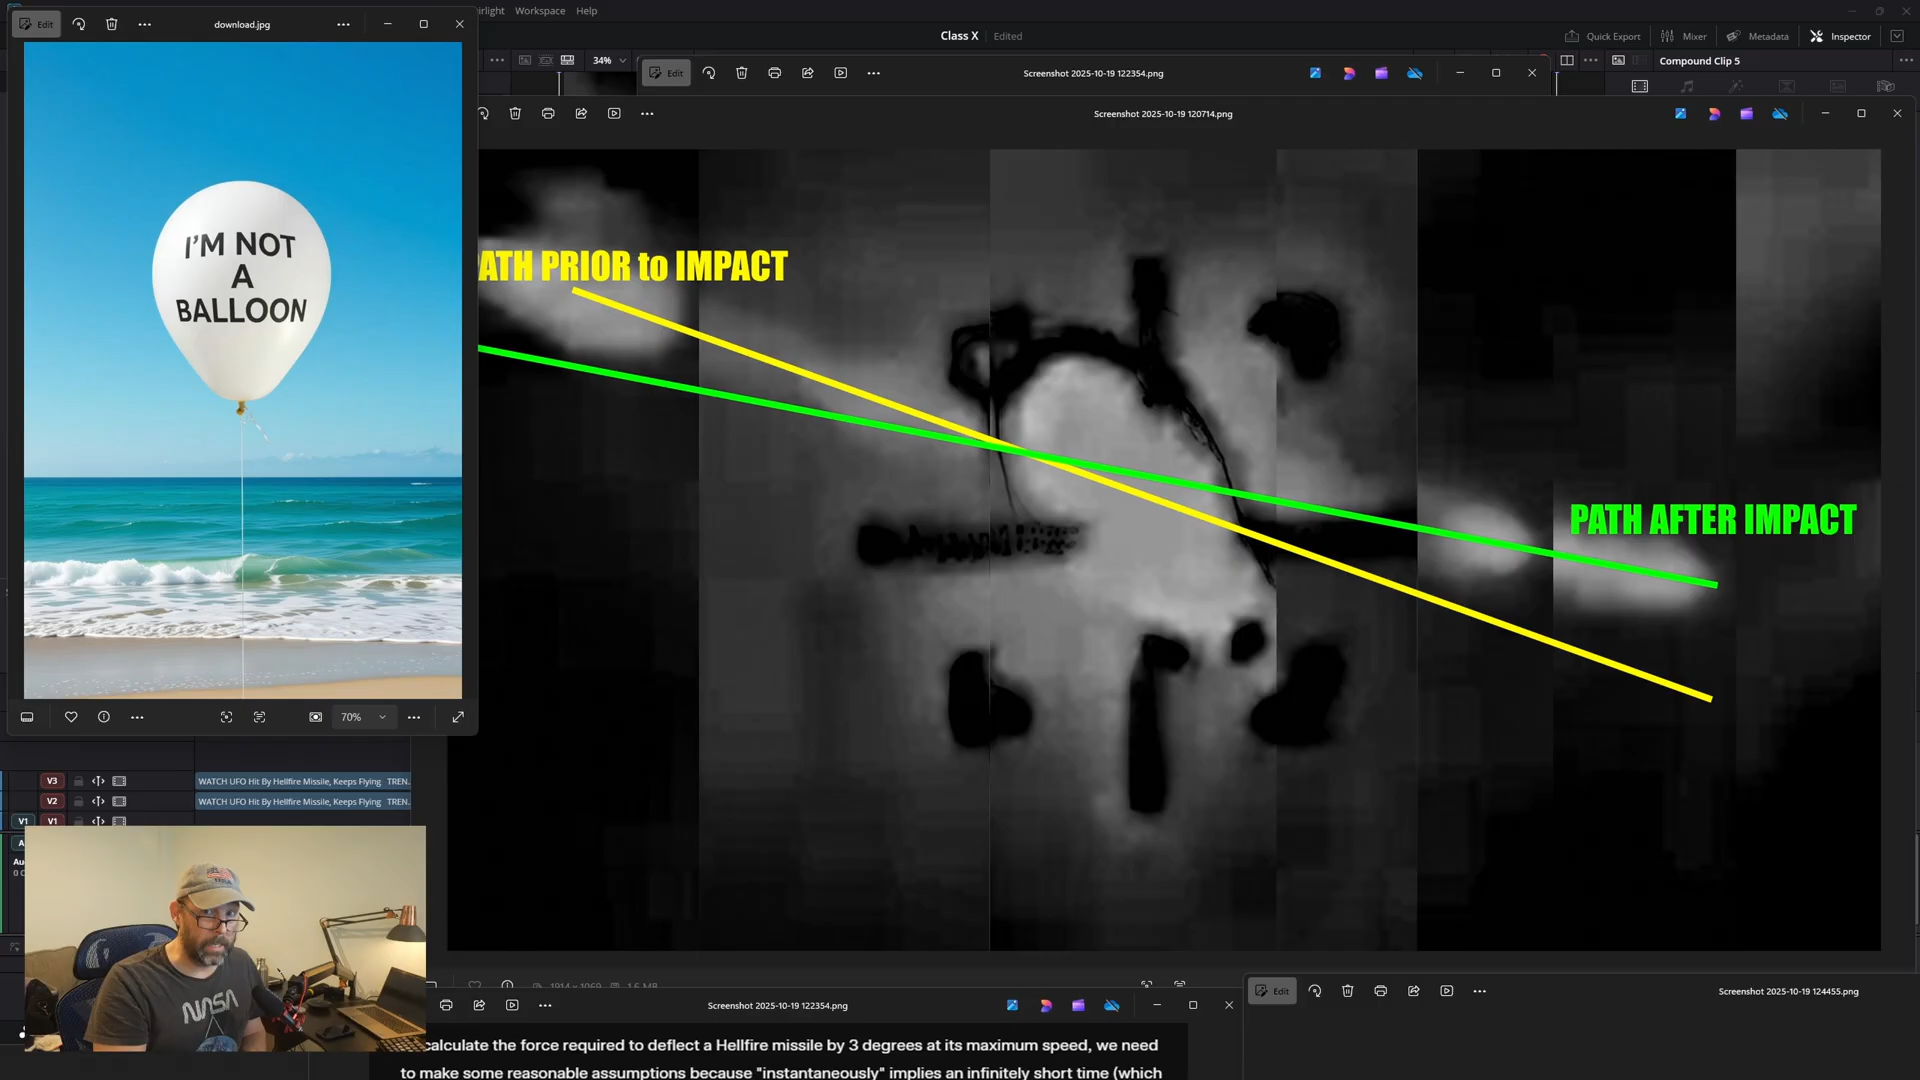 Edit
download.jpg
irlight Workspace Help
Class X Edited
Quick Export
Mixer
Metadata
Inspector
34%
Edit
Screenshot 2025-10-19 122354.png
Compound Clip 5
Screenshot 2025-10-19 120714.png
I'M NOT
A
BALLOON
ATH PRIOR to IMPACT
PATH AFTER IMPACT
70%
V3
WATCH UFO Hit By Hellfire Missile, Keeps Flying TREN..
V2
WATCH UFO Hit By Hellfire Missile, Keeps Flying TREN..
V1 V1
NASA
Screenshot 2025-10-19 122354.png
Edit
Screenshot 2025-10-19 124455.png
calculate the force required to deflect a Hellfire missile by 3 degrees at its maximum speed, we need
to make some reasonable assumptions because "instantaneously" implies an infinitely short time (which